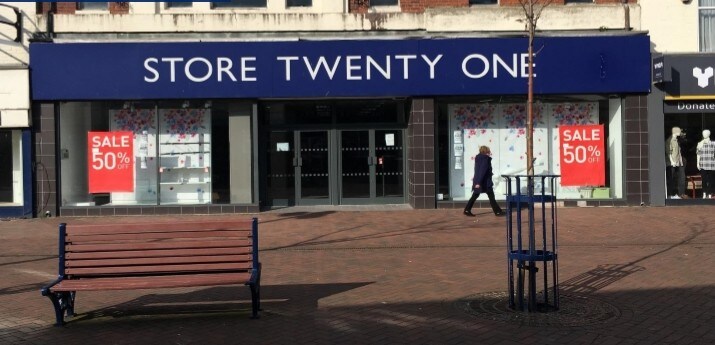 STORE TWENTY ONE
SALE
50%
OFF
SALE
50%
OFF
Donate